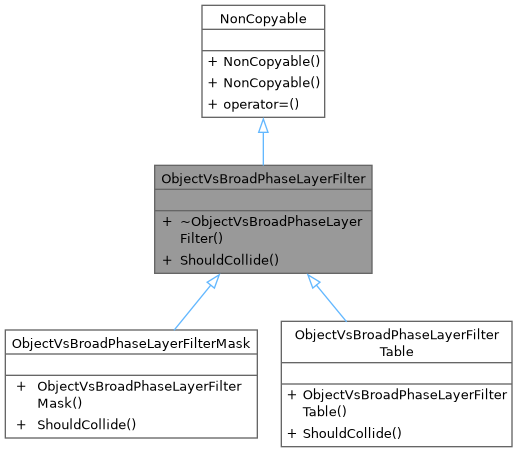 NonCopyable
+ NonCopyable()
+ NonCopyable()
+ operator=()
ObjectVsBroadPhaseLayerFilter
+ ~ObjectVsBroadPhaseLayer
Filter()
+ ShouldCollide()
ObjectVsBroadPhaseLayerFilterMask
+ ObjectVsBroadPhaseLayerFilter
Mask()
+ ShouldCollide()
ObjectVsBroadPhaseLayerFilter
Table
+ ObjectVsBroadPhaseLayerFilter
Table()
+ ShouldCollide()